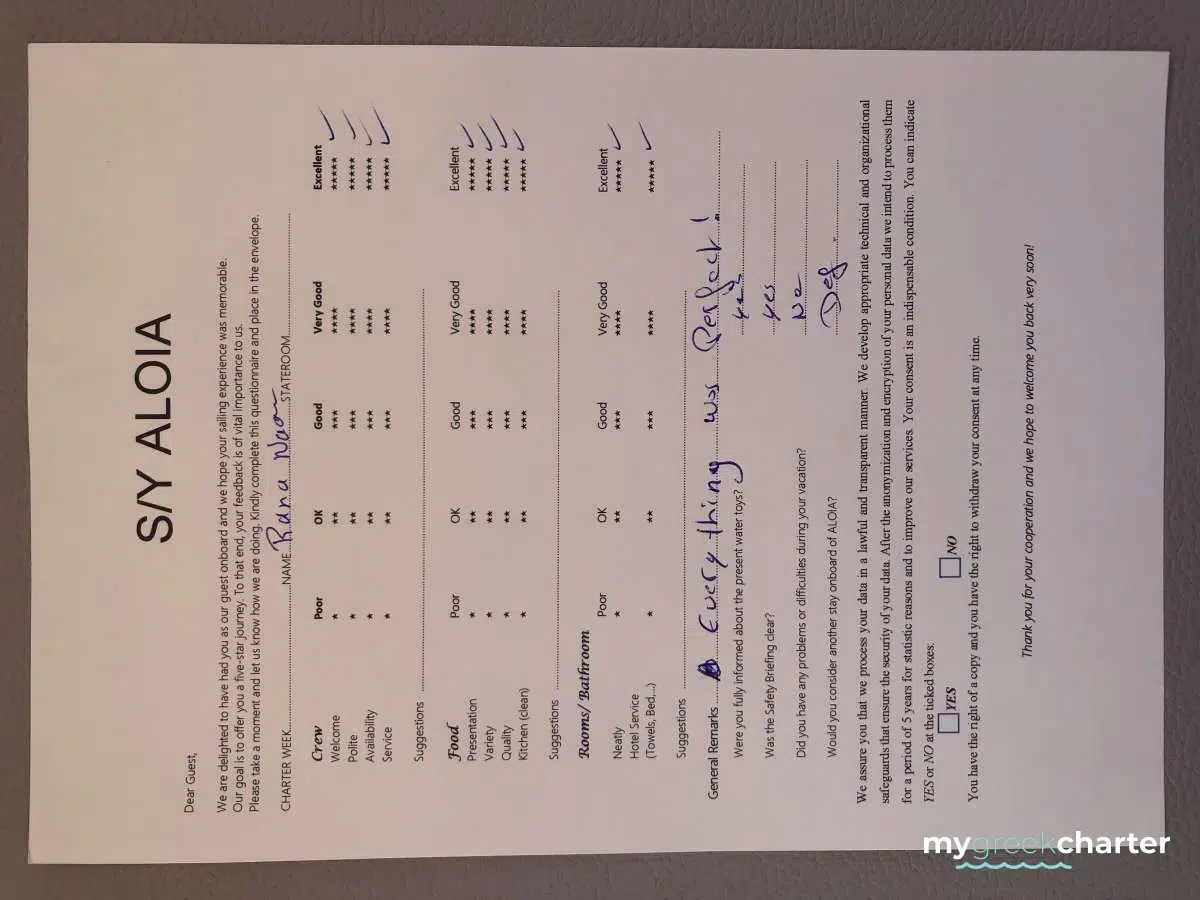 S/Y ALOIA
Dear Guest,
We are delighted to have had you as our guest onboard and we hope your sailing experience was memorable.
Our goal is to offer you a five-star journey. To that end, your feedback is of vital importance to us.
Please take a moment and let us know how we are doing. Kindly complete this questionnaire and place in the envelope.
CHARTER WEEK..............................NAME..Rana Naom..STATEROOM..............................
Crew Poor OK Good Very Good Excellent
Welcome ★ ★★ ★★★ ★★★★ ★★★★★ ✓
Polite ★ ★★ ★★★ ★★★★ ★★★★★ ✓
Availability ★ ★★ ★★★ ★★★★ ★★★★★ ✓
Service ★ ★★ ★★★ ★★★★ ★★★★★ ✓
Suggestions ..............................
Food Poor OK Good Very Good Excellent
Presentation ★ ★★ ★★★ ★★★★ ★★★★★ ✓
Variety ★ ★★ ★★★ ★★★★ ★★★★★ ✓
Quality ★ ★★ ★★★ ★★★★ ★★★★★ ✓
Kitchen (clean) ★ ★★ ★★★ ★★★★ ★★★★★ ✓
Suggestions ..............................
Rooms/ Bathroom Poor OK Good Very Good Excellent
Neatly ★ ★★ ★★★ ★★★★ ★★★★★ ✓
Hotel Service
(Towels, Bed,...) ★ ★★ ★★★ ★★★★ ★★★★★ ✓
Suggestions ..............................
General Remarks ... Everything was Perfect!
Were you fully informed about the present water toys? yes
Was the Safety Briefing clear? yes
Did you have any problems or difficulties during your vacation? No
Would you consider another stay onboard of ALOIA? Def.
We assure you that we process your data in a lawful and transparent manner. We develop appropriate technical and organizational
safeguards that ensure the security of your data. After the anonymization and encryption of your personal data we intend to process them
for a period of 5 years for statistic reasons and to improve our services. Your consent is an indispensable condition. You can indicate
YES or NO at the ticked boxes:
YES NO
You have the right of a copy and you have the right to withdraw your consent at any time.
Thank you for your cooperation and we hope to welcome you back very soon!
mygreekcharter